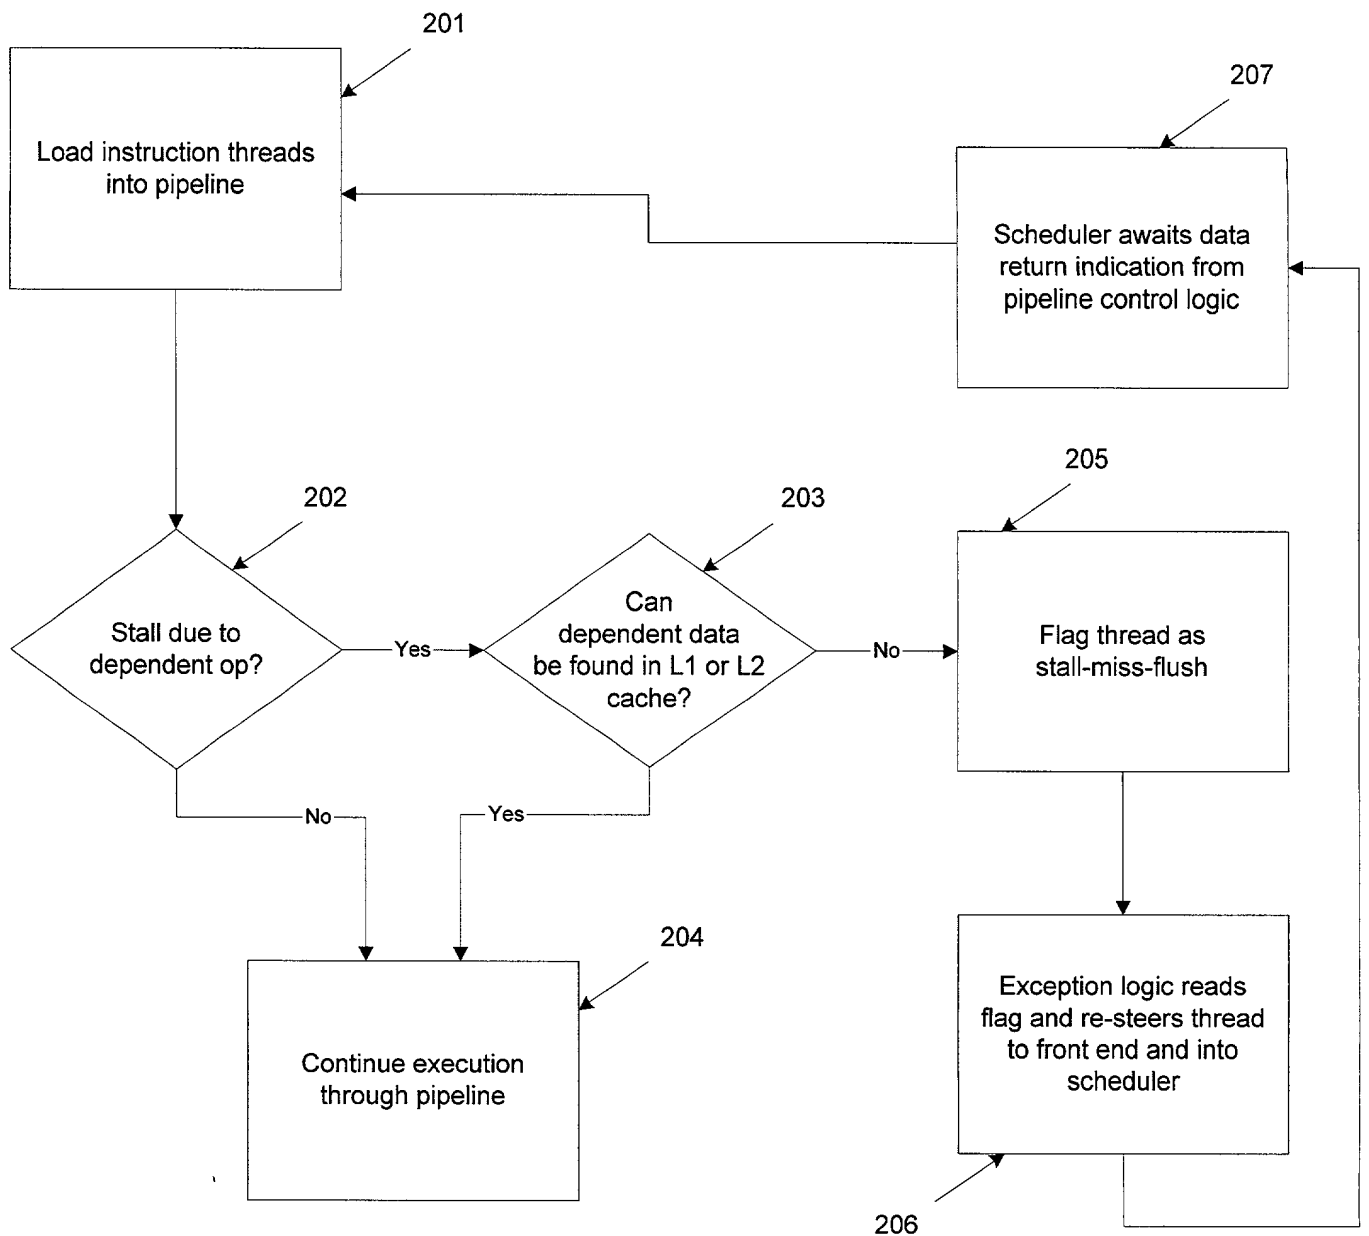 201
Load instruction threads
into pipeline
207
Scheduler awaits data
return indication from
pipeline control logic
202
Stall due to
dependent op?
Yes
203
Can
dependent data
be found in L1 or L2
cache?
No
205
Flag thread as
stall-miss-flush
No
Yes
204
Continue execution
through pipeline
Exception logic reads
flag and re-steers thread
to front end and into
scheduler
206